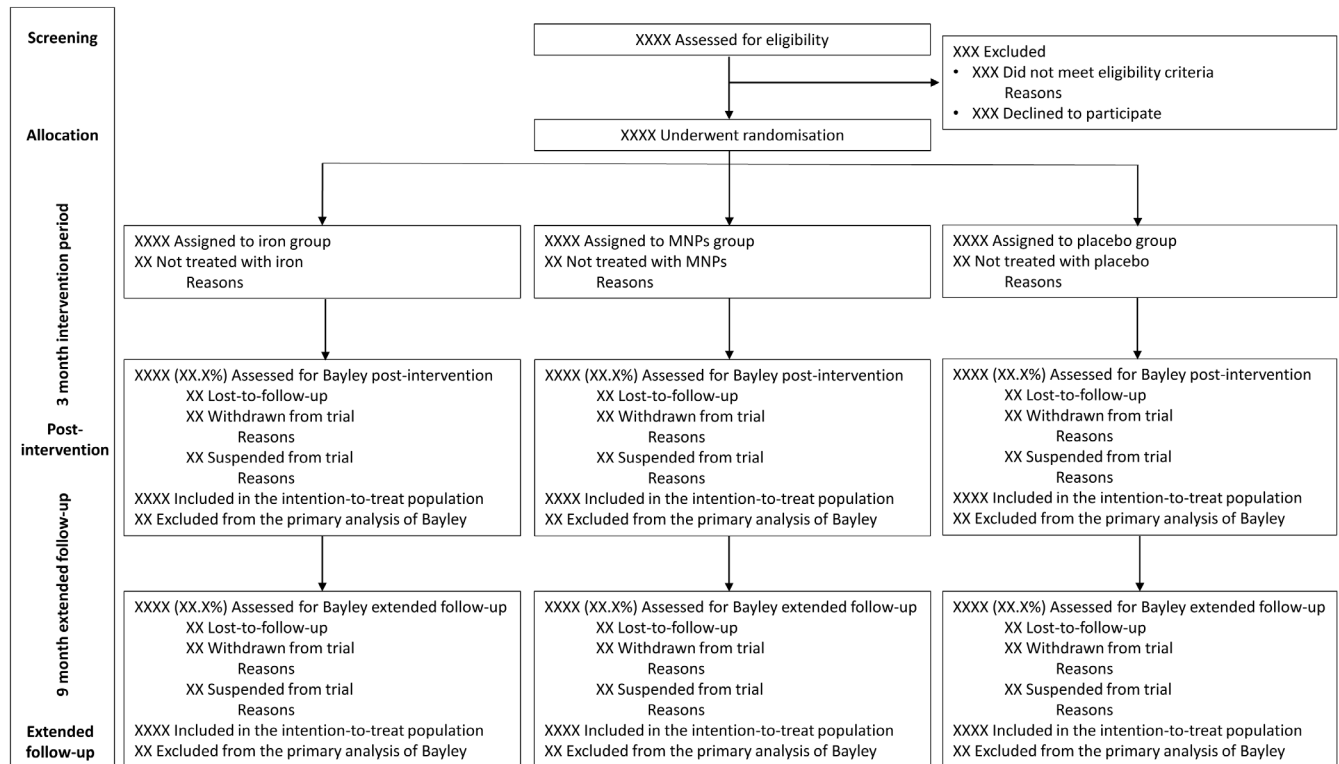 Screening
XXXX Assessed for eligibility
XXX Excluded
• XXX Did not meet eligibility criteria
Reasons
• XXX Declined to participate
Allocation
XXXX Underwent randomisation
3 month intervention period
XXXX Assigned to iron group
XX Not treated with iron
Reasons
XXXX Assigned to MNPs group
XX Not treated with MNPs
Reasons
XXXX Assigned to placebo group
XX Not treated with placebo
Reasons
Post-
intervention
XXXX (XX.X%) Assessed for Bayley post-intervention
XX Lost-to-follow-up
XX Withdrawn from trial
Reasons
XX Suspended from trial
Reasons
XXXX Included in the intention-to-treat population
XX Excluded from the primary analysis of Bayley
XXXX (XX.X%) Assessed for Bayley post-intervention
XX Lost-to-follow-up
XX Withdrawn from trial
Reasons
XX Suspended from trial
Reasons
XXXX Included in the intention-to-treat population
XX Excluded from the primary analysis of Bayley
XXXX (XX.X%) Assessed for Bayley post-intervention
XX Lost-to-follow-up
XX Withdrawn from trial
Reasons
XX Suspended from trial
Reasons
XXXX Included in the intention-to-treat population
XX Excluded from the primary analysis of Bayley
9 month extended follow-up
Extended
follow-up
XXXX (XX.X%) Assessed for Bayley extended follow-up
XX Lost-to-follow-up
XX Withdrawn from trial
Reasons
XX Suspended from trial
Reasons
XXXX Included in the intention-to-treat population
XX Excluded from the primary analysis of Bayley
XXXX (XX.X%) Assessed for Bayley extended follow-up
XX Lost-to-follow-up
XX Withdrawn from trial
Reasons
XX Suspended from trial
Reasons
XXXX Included in the intention-to-treat population
XX Excluded from the primary analysis of Bayley
XXXX (XX.X%) Assessed for Bayley extended follow-up
XX Lost-to-follow-up
XX Withdrawn from trial
Reasons
XX Suspended from trial
Reasons
XXXX Included in the intention-to-treat population
XX Excluded from the primary analysis of Bayley